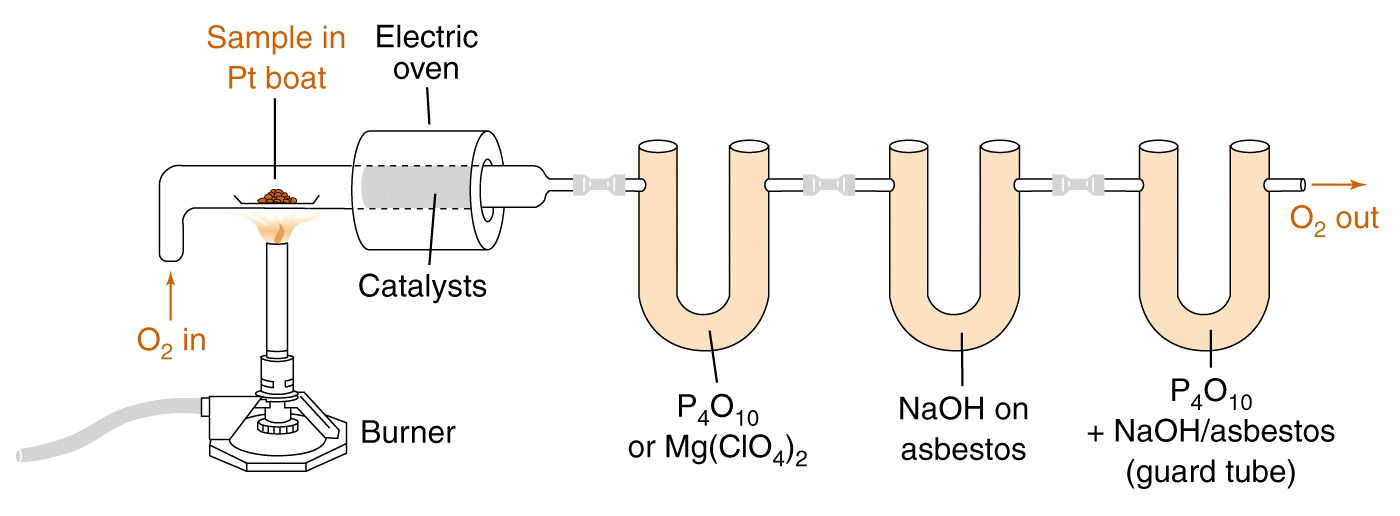 Sample in
Pt boat
Electric
oven
Catalysts
O₂ in
Burner
P₄O₁₀
or Mg(ClO₄)₂
NaOH on
asbestos
P₄O₁₀
+ NaOH/asbestos
(guard tube)
O₂ out